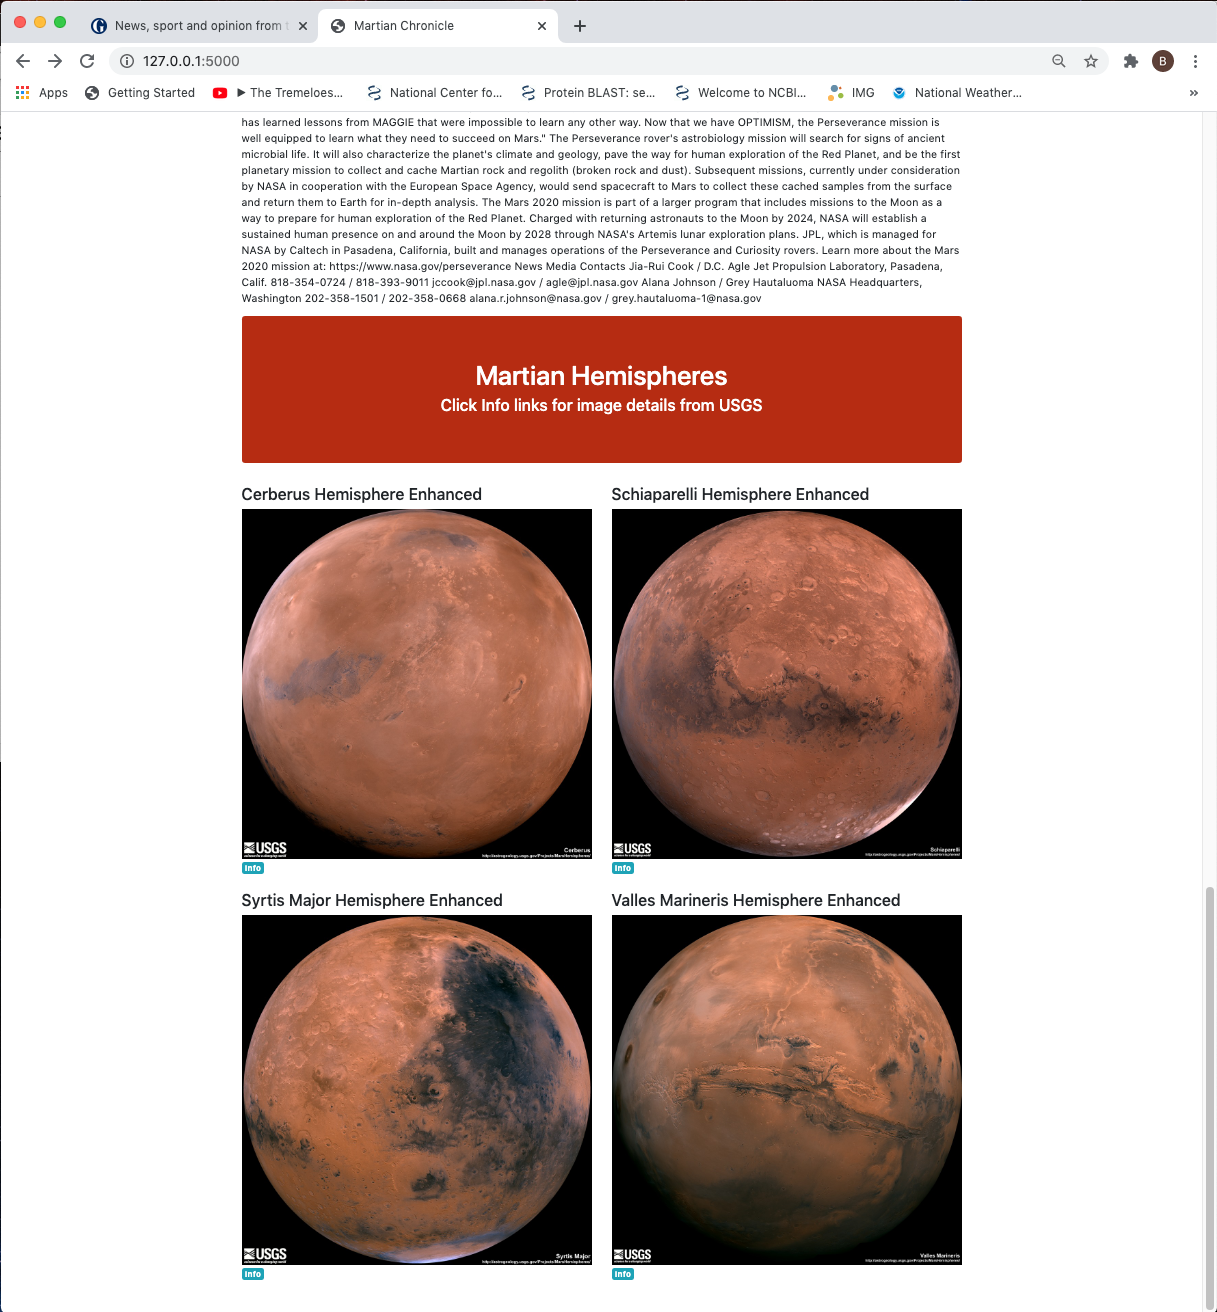 News, sport and opinion from t
Martian Chronicle
127.0.0.1:5000
B
Apps
Getting Started
The Tremeloes...
National Center fo...
Protein BLAST: se...
Welcome to NCBI...
IMG
National Weather...
has learned lessons from MAGGIE that were impossible to learn any other way. Now that we have OPTIMISM, the Perseverance mission is
well equipped to learn what they need to succeed on Mars." The Perseverance rover's astrobiology mission will search for signs of ancient
microbial life. It will also characterize the planet's climate and geology, pave the way for human exploration of the Red Planet, and be the first
planetary mission to collect and cache Martian rock and regolith (broken rock and dust). Subsequent missions, currently under consideration
by NASA in cooperation with the European Space Agency, would send spacecraft to Mars to collect these cached samples from the surface
and return them to Earth for in-depth analysis. The Mars 2020 mission is part of a larger program that includes missions to the Moon as a
way to prepare for human exploration of the Red Planet. Charged with returning astronauts to the Moon by 2024, NASA will establish a
sustained human presence on and around the Moon by 2028 through NASA's Artemis lunar exploration plans. JPL, which is managed for
NASA by Caltech in Pasadena, California, built and manages operations of the Perseverance and Curiosity rovers. Learn more about the Mars
2020 mission at: https://www.nasa.gov/perseverance News Media Contacts Jia-Rui Cook / D.C. Agle Jet Propulsion Laboratory, Pasadena,
Calif. 818-354-0724 / 818-393-9011 jccook@jpl.nasa.gov / agle@jpl.nasa.gov Alana Johnson / Grey Hautaluoma NASA Headquarters,
Washington 202-358-1501 / 202-358-0668 alana.r.johnson@nasa.gov / grey.hautaluoma-1@nasa.gov
Martian Hemispheres
Click Info links for image details from USGS
Cerberus Hemisphere Enhanced
Schiaparelli Hemisphere Enhanced
USGS
Cerberus
USGS
Schiaparelli
Info
Info
Syrtis Major Hemisphere Enhanced
Valles Marineris Hemisphere Enhanced
USGS
Syrtis Major
USGS
Valles Marineris
Info
Info